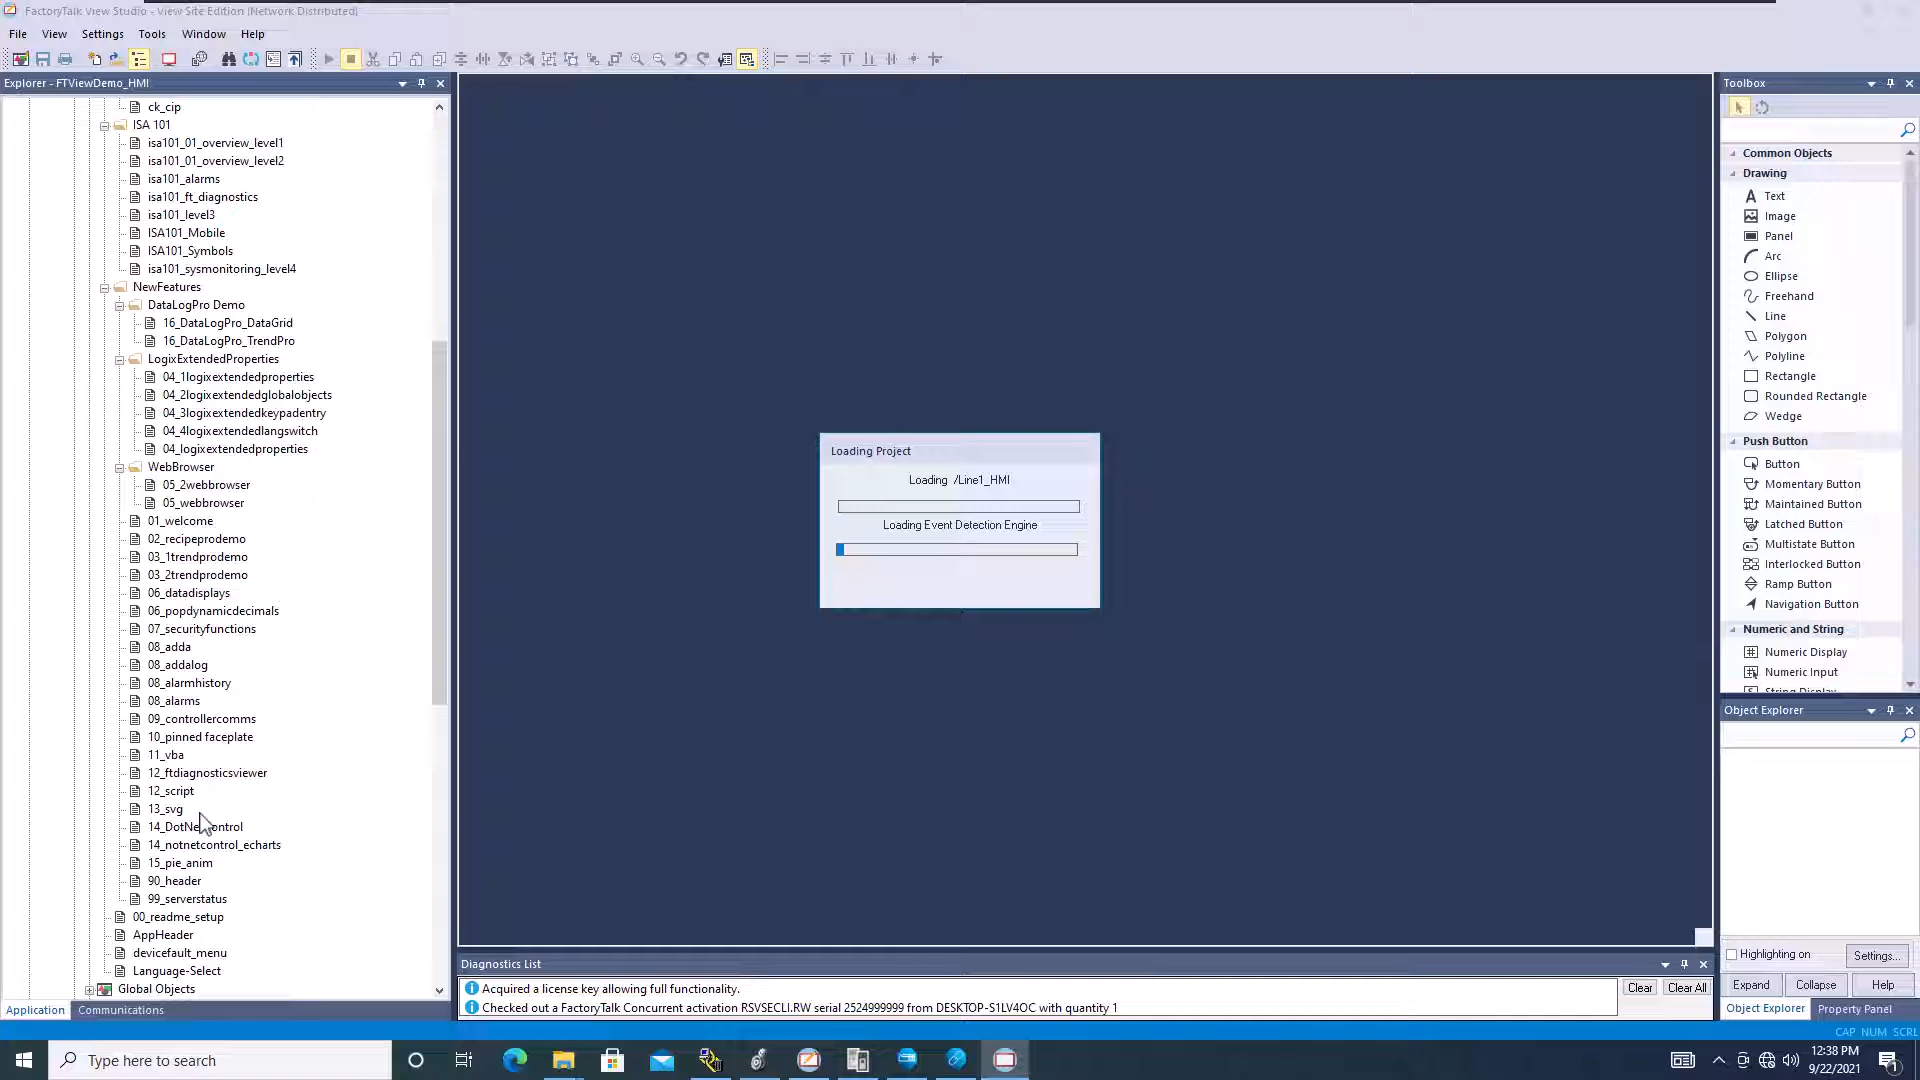 FactoryTalk View Studio - View Site Edition (Network Distributed)
File View Settings Tools Window Help
Explorer - FTViewDemo_HMI
ck_cip
ISA 101
isa101_01_overview_level1
isa101_01_overview_level2
isa101_alarms
isa101_ft_diagnostics
isa101_level3
ISA101_Mobile
ISA101_Symbols
isa101_sysmonitoring_level4
NewFeatures
DataLogPro Demo
16_DataLogPro_DataGrid
16_DataLogPro_TrendPro
LogixExtendedProperties
04_1logixextendedproperties
04_2logixextendedglobalobjects
04_3logixextendedkeypadentry
04_4logixextendedlangswitch
04_logixextendedproperties
WebBrowser
05_2webbrowser
05_webbrowser
01_welcome
02_recipeprodemo
03_1trendprodemo
03_2trendprodemo
06_datadisplays
06_popdynamicdecimals
07_securityfunctions
08_adda
08_addalog
08_alarmhistory
08_alarms
09_controllercomms
10_pinned faceplate
11_vba
12_ftdiagnosticsviewer
12_script
13_svg
14_notnetcontrol_echarts
15_pie_anim
90_header
99_serverstatus
00_readme_setup
AppHeader
devicefault_menu
Language-Select
Global Objects
Application Communications
Loading Project
Loading /Line1_HMI
Loading Event Detection Engine
Diagnostics List
Acquired a license key allowing full functionality.
Checked out a FactoryTalk Concurrent activation RSVSECLI.RW serial 2524999999 from DESKTOP-S1LV4OC with quantity 1
Clear Clear All
Toolbox
Common Objects
Drawing
Text
Image
Panel
Arc
Ellipse
Freehand
Line
Polygon
Polyline
Rectangle
Rounded Rectangle
Wedge
Push Button
Button
Momentary Button
Maintained Button
Latched Button
Multistate Button
Interlocked Button
Ramp Button
Navigation Button
Numeric and String
Numeric Display
Numeric Input
String Display
Object Explorer
Highlighting on Settings...
Expand Collapse Help
Object Explorer Property Panel
CAP NUM SCRL
Type here to search
12:38 PM
9/22/2021
1